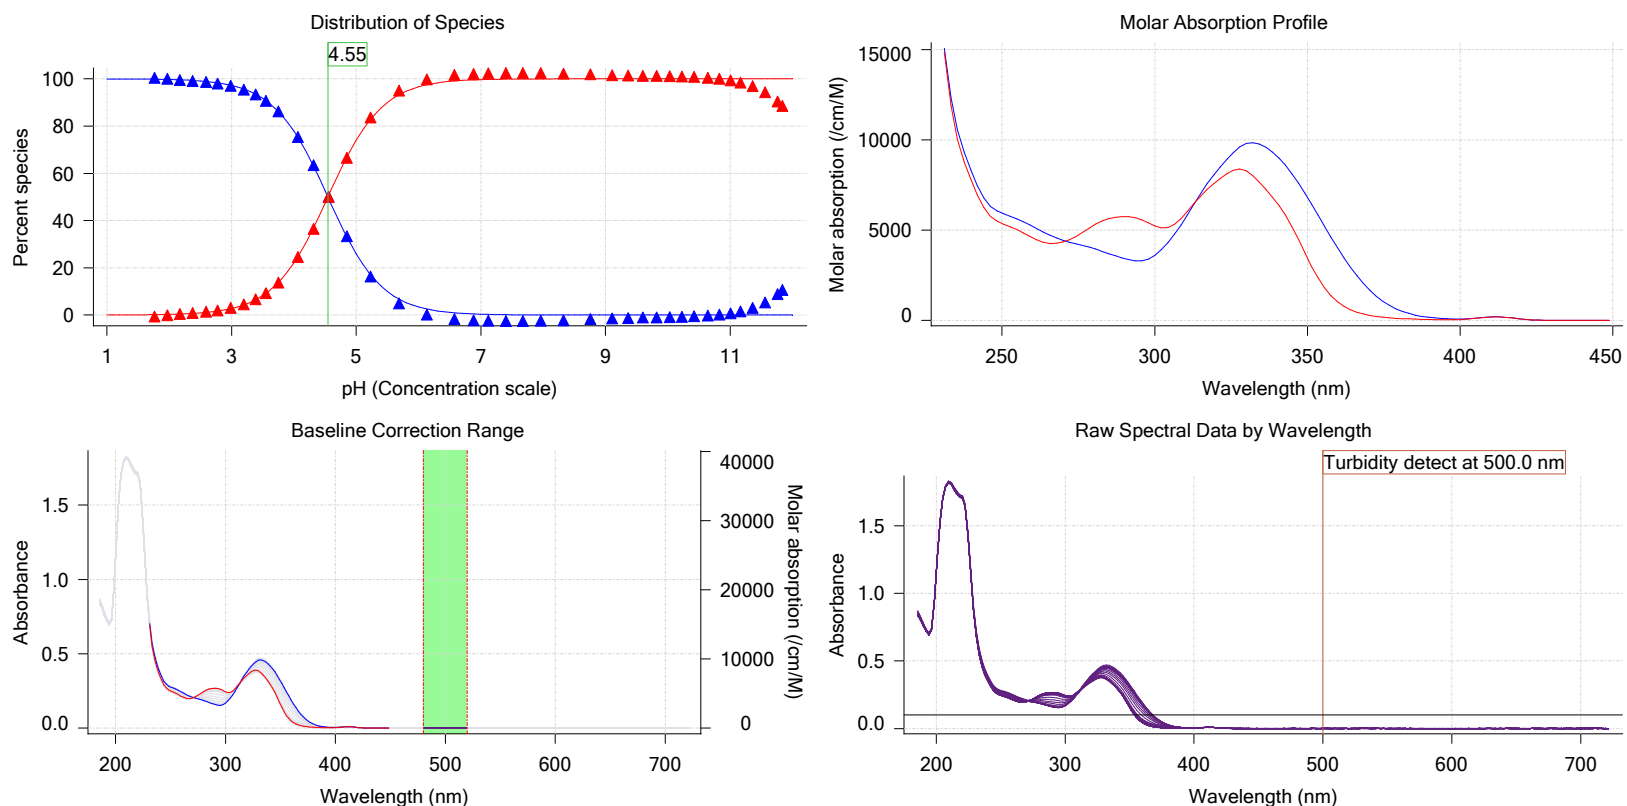 Distribution of Species
4.55
100
80
60
40
20
0
Percent species
1 3 5 7 9 11
pH (Concentration scale)
Molar Absorption Profile
15000
10000
5000
0
Molar absorption (/cm/M)
250 300 350 400 450
Wavelength (nm)
Baseline Correction Range
1.5
1.0
0.5
0.0
Absorbance
40000
30000
20000
10000
0
Molar absorption (/cm/M)
200 300 400 500 600 700
Wavelength (nm)
Raw Spectral Data by Wavelength
Turbidity detect at 500.0 nm
1.5
1.0
0.5
0.0
Absorbance
200 300 400 500 600 700
Wavelength (nm)